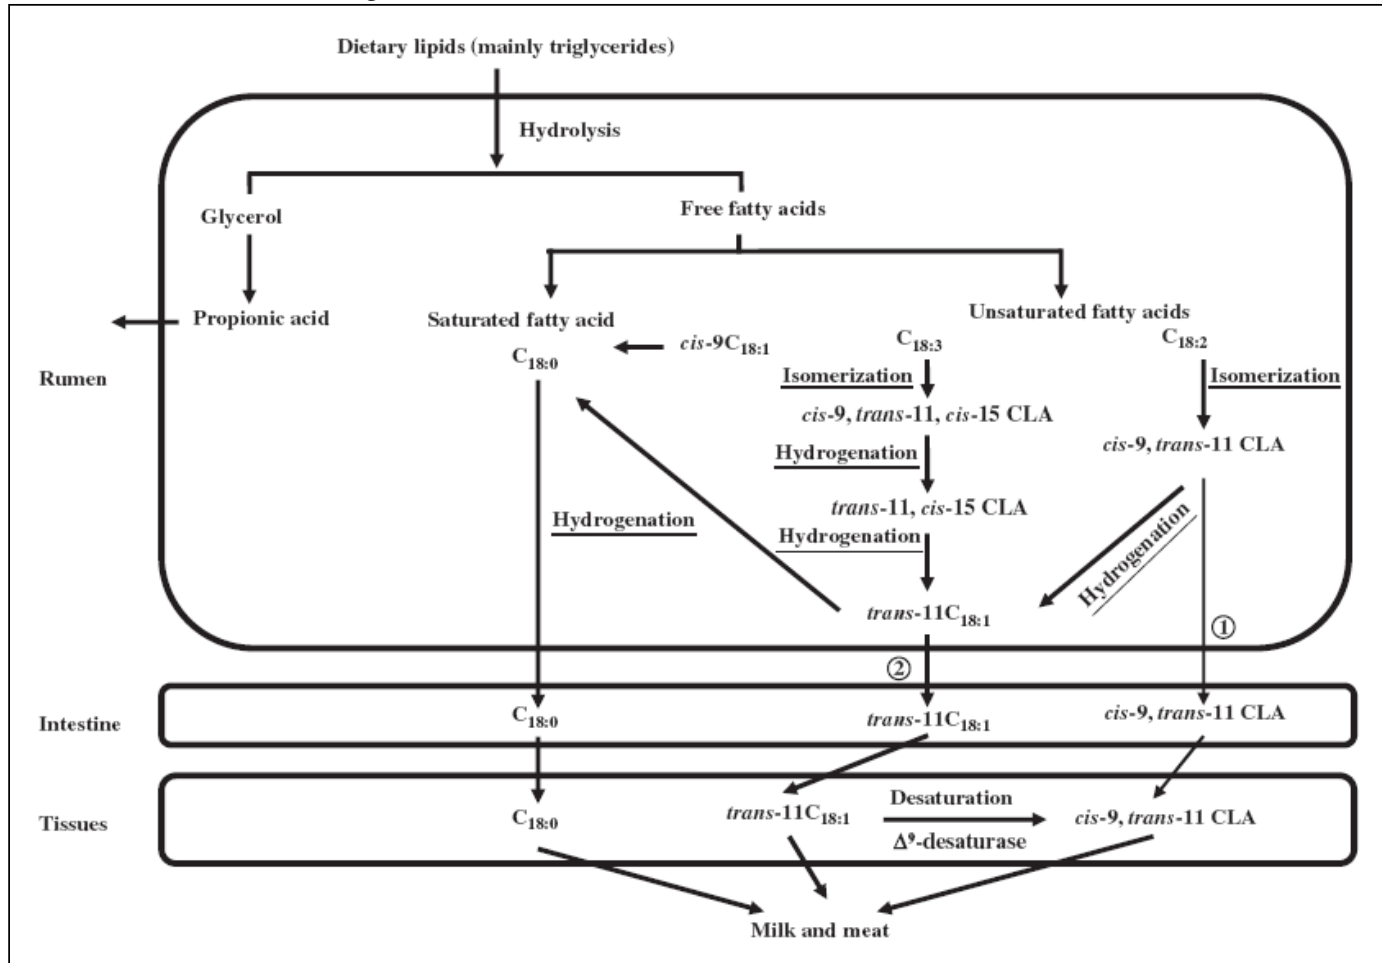 Dietary lipids (mainly triglycerides)
Hydrolysis
Glycerol
Free fatty acids
Propionic acid
Saturated fatty acid
Unsaturated fatty acids
C18:0
cis-9C18:1
C18:3
C18:2
Rumen
Isomerization
Isomerization
cis-9, trans-11, cis-15 CLA
cis-9, trans-11 CLA
Hydrogenation
trans-11, cis-15 CLA
Hydrogenation
Hydrogenation
Hydrogenation
trans-11C18:1
①
②
Intestine
C18:0
trans-11C18:1
cis-9, trans-11 CLA
Tissues
C18:0
trans-11C18:1
Desaturation
Δ⁹-desaturase
cis-9, trans-11 CLA
Milk and meat